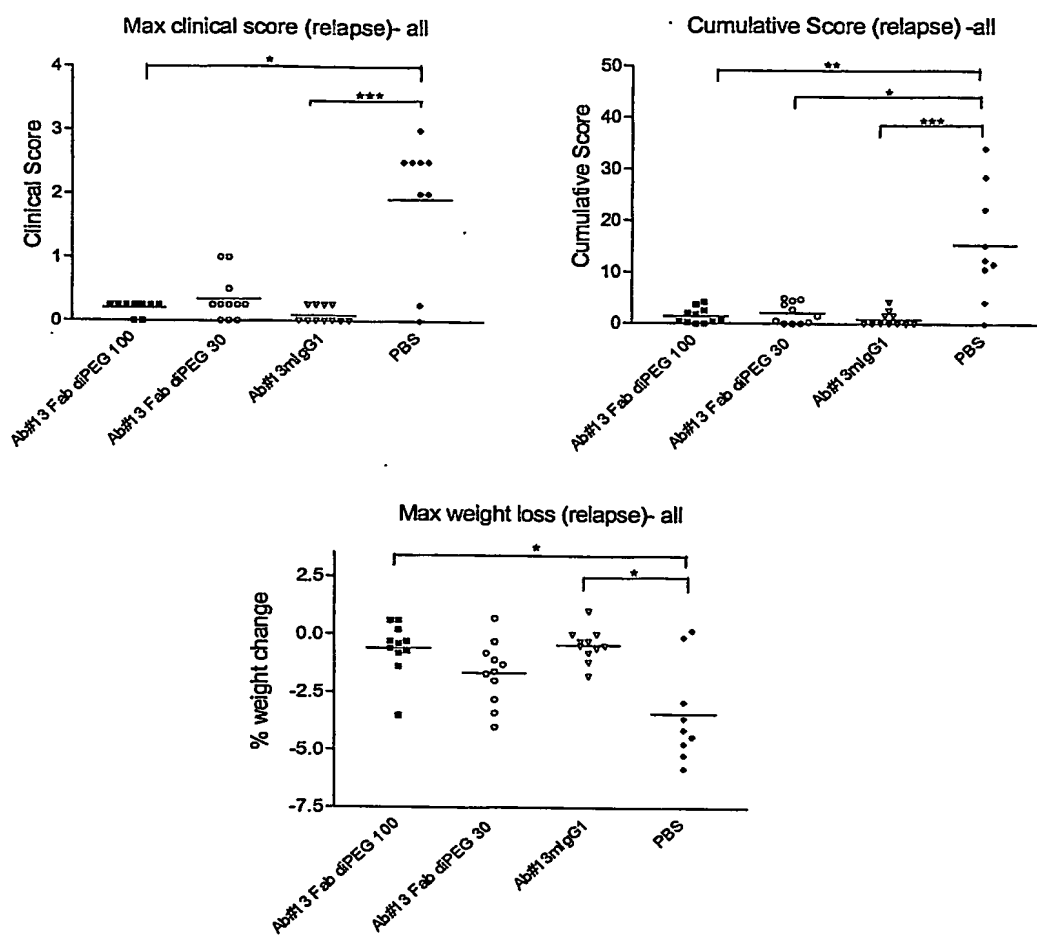 Max clinical score (relapse)- all
*
***
4
3
2
1
0
Clinical Score
Ab#13 Fab diPEG 100
Ab#13 Fab diPEG 30
Ab#13mIgG1
PBS
Cumulative Score (relapse) -all
**
*
***
50
40
30
20
10
0
Cumulative Score
Ab#13 Fab diPEG 100
Ab#13 Fab diPEG 30
Ab#13mIgG1
PBS
Max weight loss (relapse)- all
*
*
2.5
0.0
-2.5
-5.0
-7.5
% weight change
Ab#13 Fab diPEG 100
Ab#13 Fab diPEG 30
Ab#13mIgG1
PBS